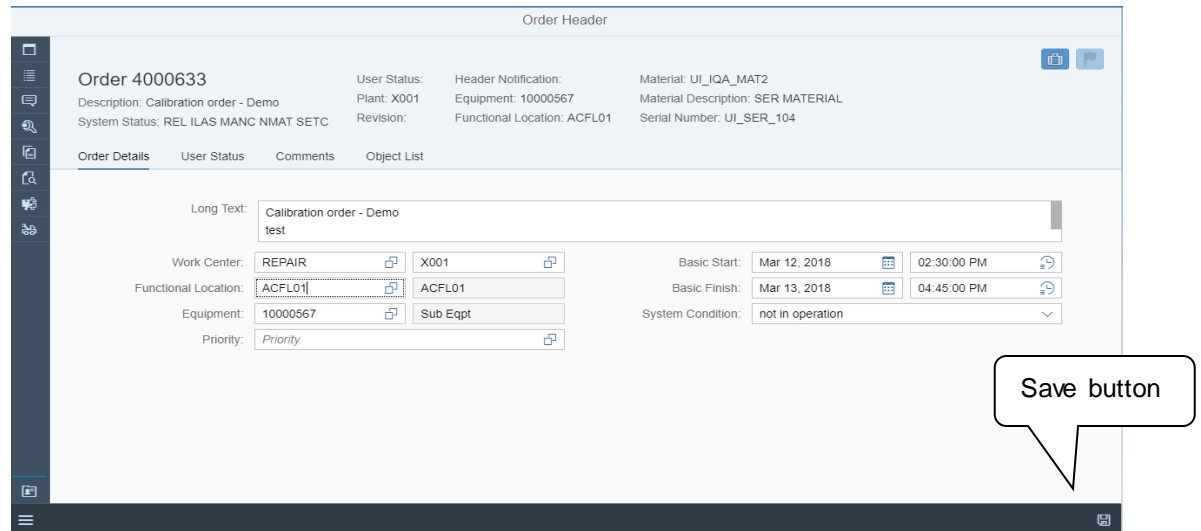 Order Header
Order 4000633
Description: Calibration order - Demo
System Status: REL ILAS MANC NMAT SETC
User Status:
Plant: X001
Revision:
Header Notification:
Equipment: 10000567
Functional Location: ACFL01
Material: UI_IQA_MAT2
Material Description: SER MATERIAL
Serial Number: UI_SER_104
Order Details User Status Comments Object List
Long Text: Calibration order - Demo
test
Work Center: REPAIR X001 Basic Start: Mar 12, 2018 02:30:00 PM
Functional Location: ACFL01 ACFL01 Basic Finish: Mar 13, 2018 04:45:00 PM
Equipment: 10000567 Sub Eqpt System Condition: not in operation
Priority: Priority
Save button